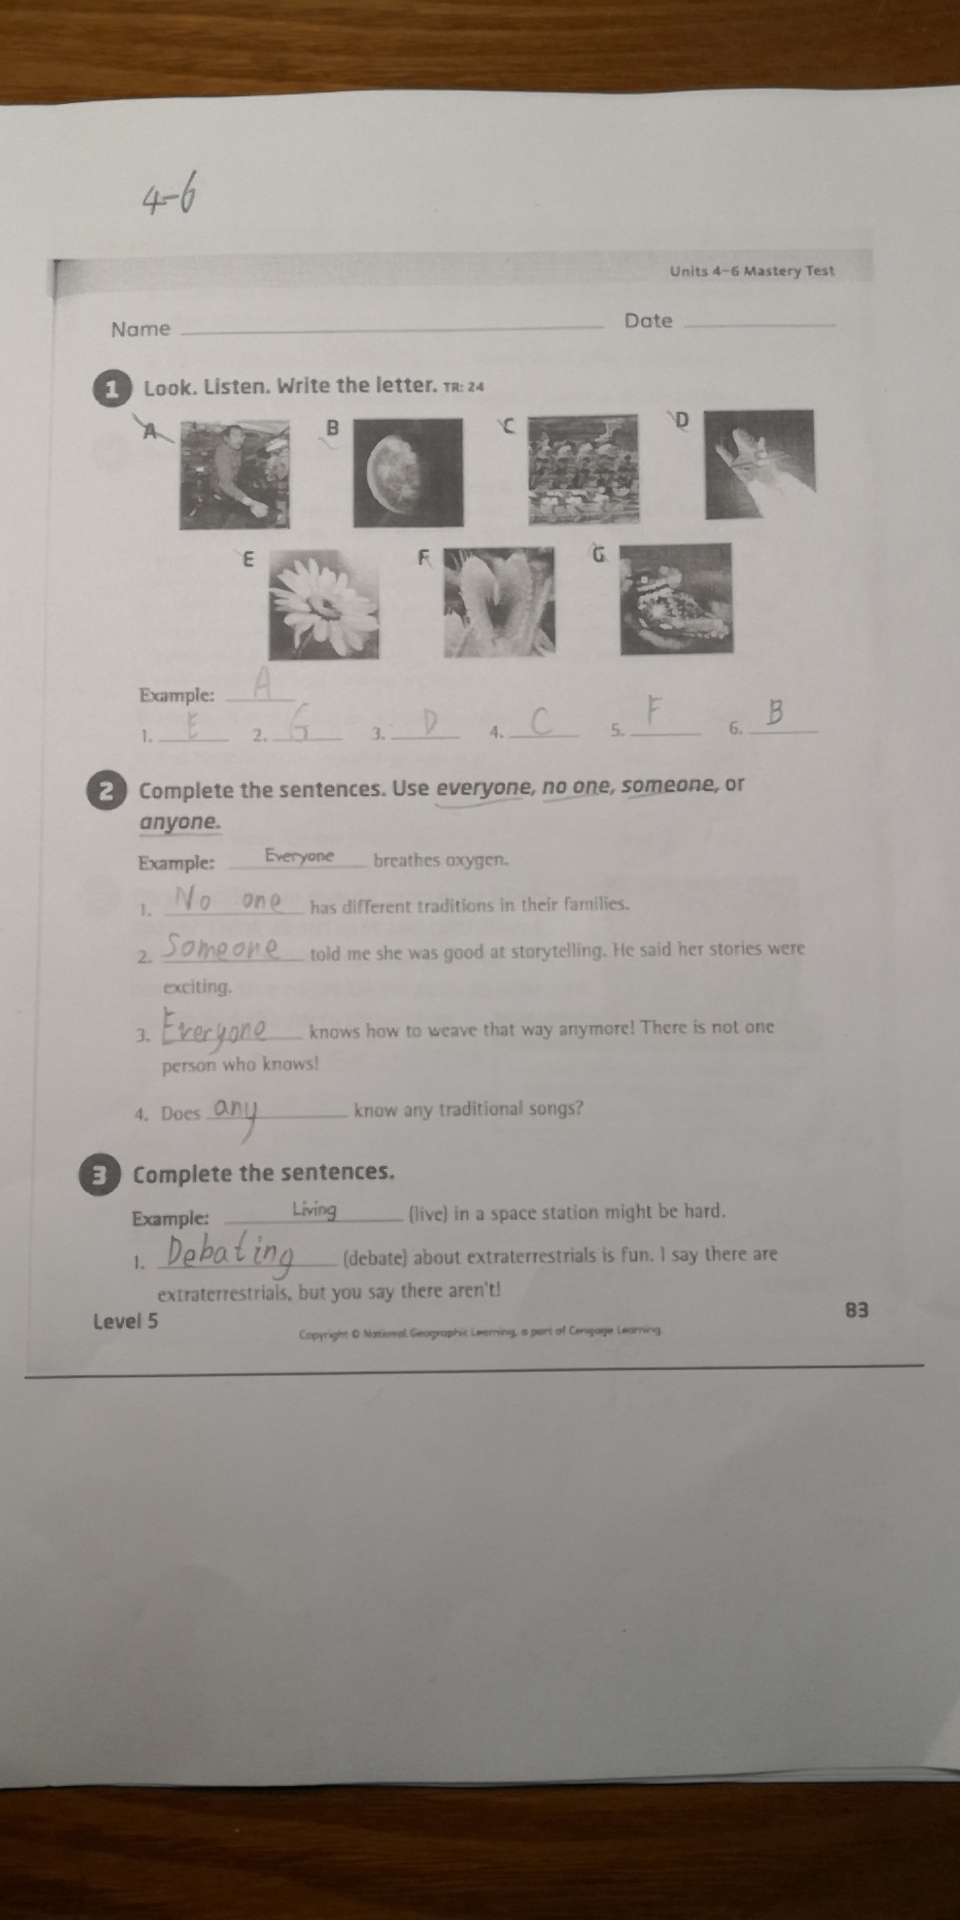 4-6
Units 4-6 Mastery Test
Name
Date
1 Look. Listen. Write the letter. TR: 24
A B C D
E F G
Example: A
1. E 2. G 3. D 4. C 5. F 6. B
2 Complete the sentences. Use everyone, no one, someone, or
anyone.
Example: Everyone breathes oxygen.
1. No one has different traditions in their families.
2. Someone told me she was good at storytelling. He said her stories were
exciting.
3. Everyone knows how to weave that way anymore! There is not one
person who knows!
4. Does any know any traditional songs?
3 Complete the sentences.
Example: Living (live) in a space station might be hard.
1. Debating (debate) about extraterrestrials is fun. I say there are
extraterrestrials, but you say there aren't!
Level 5
83
Copyright © National Geographic Learning, a part of Cengage Learning.